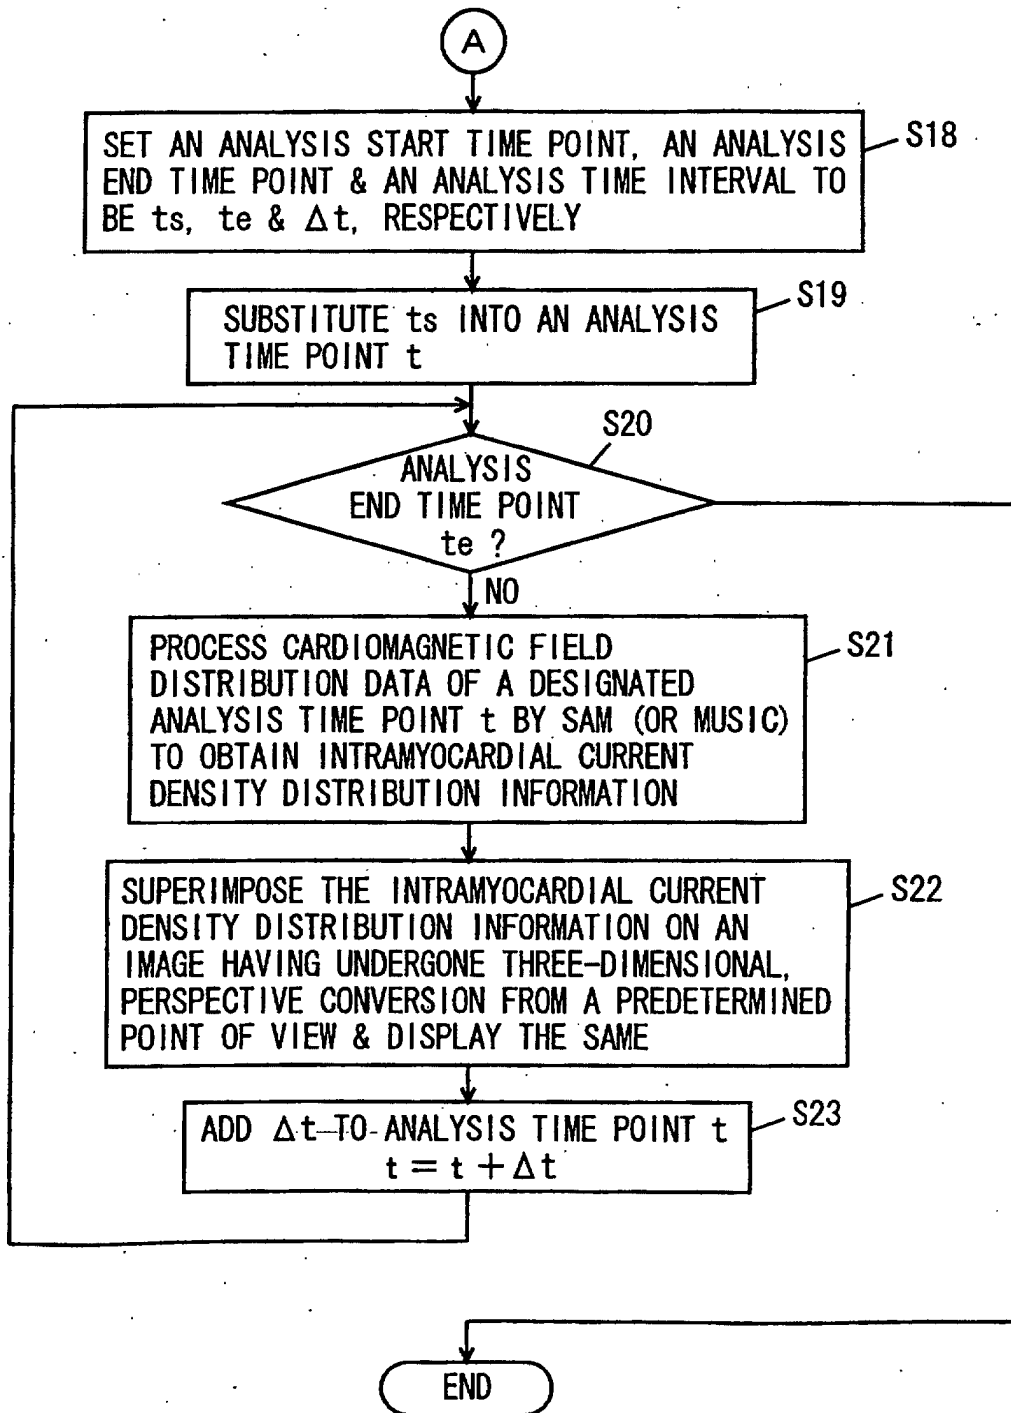 A
SET AN ANALYSIS START TIME POINT, AN ANALYSIS
END TIME POINT & AN ANALYSIS TIME INTERVAL TO
BE ts, te & Δt, RESPECTIVELY
S18
SUBSTITUTE ts INTO AN ANALYSIS
TIME POINT t
S19
S20
ANALYSIS
END TIME POINT
te ?
NO
PROCESS CARDIOMAGNETIC FIELD
DISTRIBUTION DATA OF A DESIGNATED
ANALYSIS TIME POINT t BY SAM (OR MUSIC)
TO OBTAIN INTRAMYOCARDIAL CURRENT
DENSITY DISTRIBUTION INFORMATION
S21
SUPERIMPOSE THE INTRAMYOCARDIAL CURRENT
DENSITY DISTRIBUTION INFORMATION ON AN
IMAGE HAVING UNDERGONE THREE-DIMENSIONAL,
PERSPECTIVE CONVERSION FROM A PREDETERMINED
POINT OF VIEW & DISPLAY THE SAME
S22
ADD Δt TO ANALYSIS TIME POINT t
t = t + Δt
S23
END